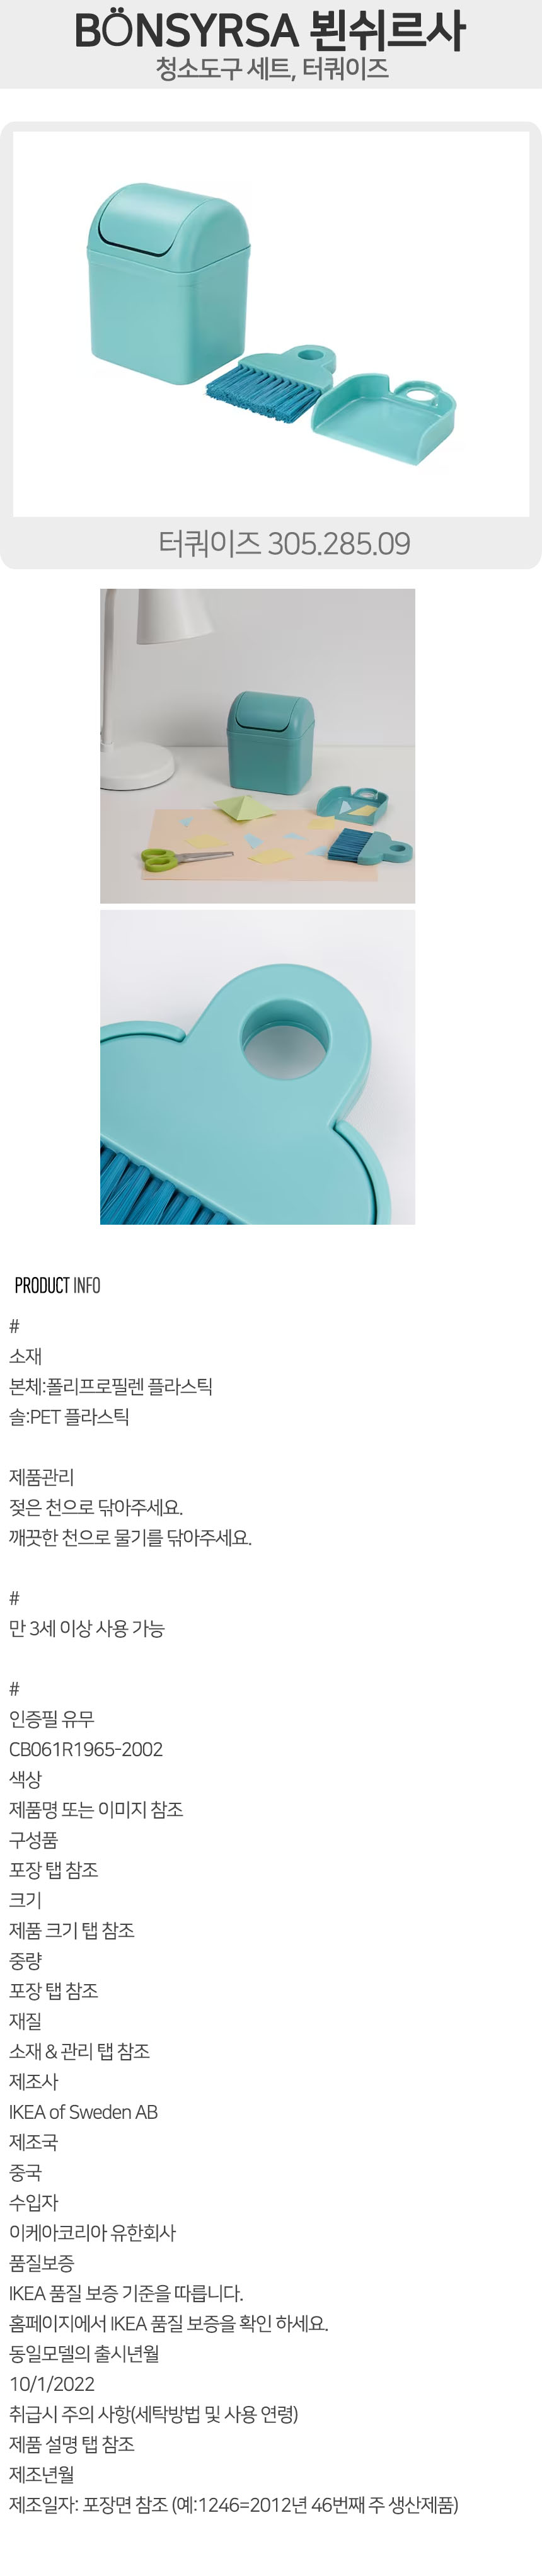 BÖNSYRSA 뵌쉬르사
청소도구 세트, 터쿼이즈
터쿼이즈 305.285.09
PRODUCT INFO
#
소재
본체:폴리프로필렌 플라스틱
솔:PET 플라스틱
제품관리
젖은 천으로 닦아주세요.
깨끗한 천으로 물기를 닦아주세요.
#
만 3세 이상 사용 가능
#
인증필 유무
CB061R1965-2002
색상
제품명 또는 이미지 참조
구성품
포장 탭 참조
크기
제품 크기 탭 참조
중량
포장 탭 참조
재질
소재 & 관리 탭 참조
제조사
IKEA of Sweden AB
제조국
중국
수입자
이케아코리아 유한회사
품질보증
IKEA 품질 보증 기준을 따릅니다.
홈페이지에서 IKEA 품질 보증을 확인 하세요.
동일모델의 출시년월
10/1/2022
취급시 주의 사항(세탁방법 및 사용 연령)
제품 설명 탭 참조
제조년월
제조일자: 포장면 참조 (예:1246=2012년 46번째 주 생산제품)